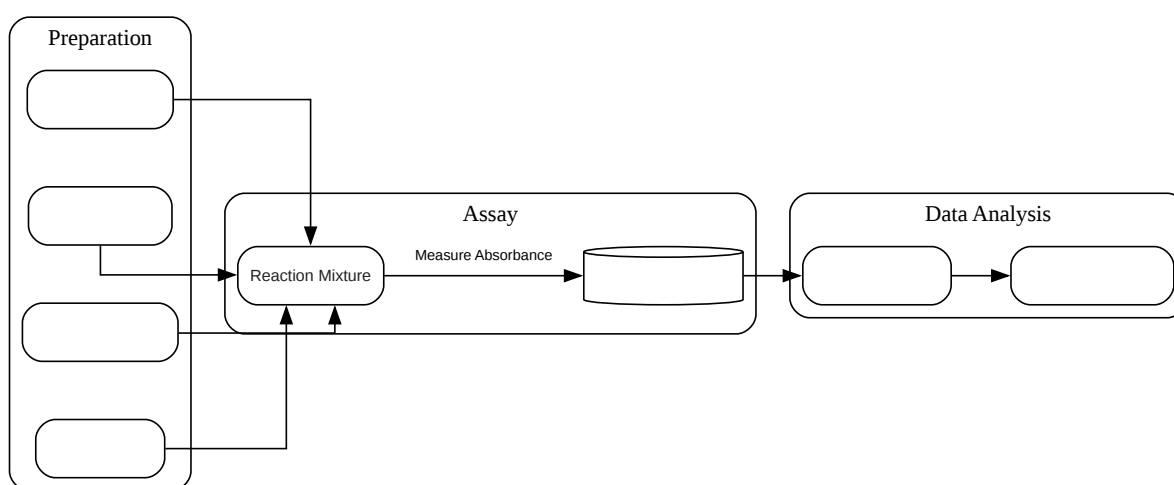 Preparation
Assay
Data Analysis
Measure Absorbance
Reaction Mixture